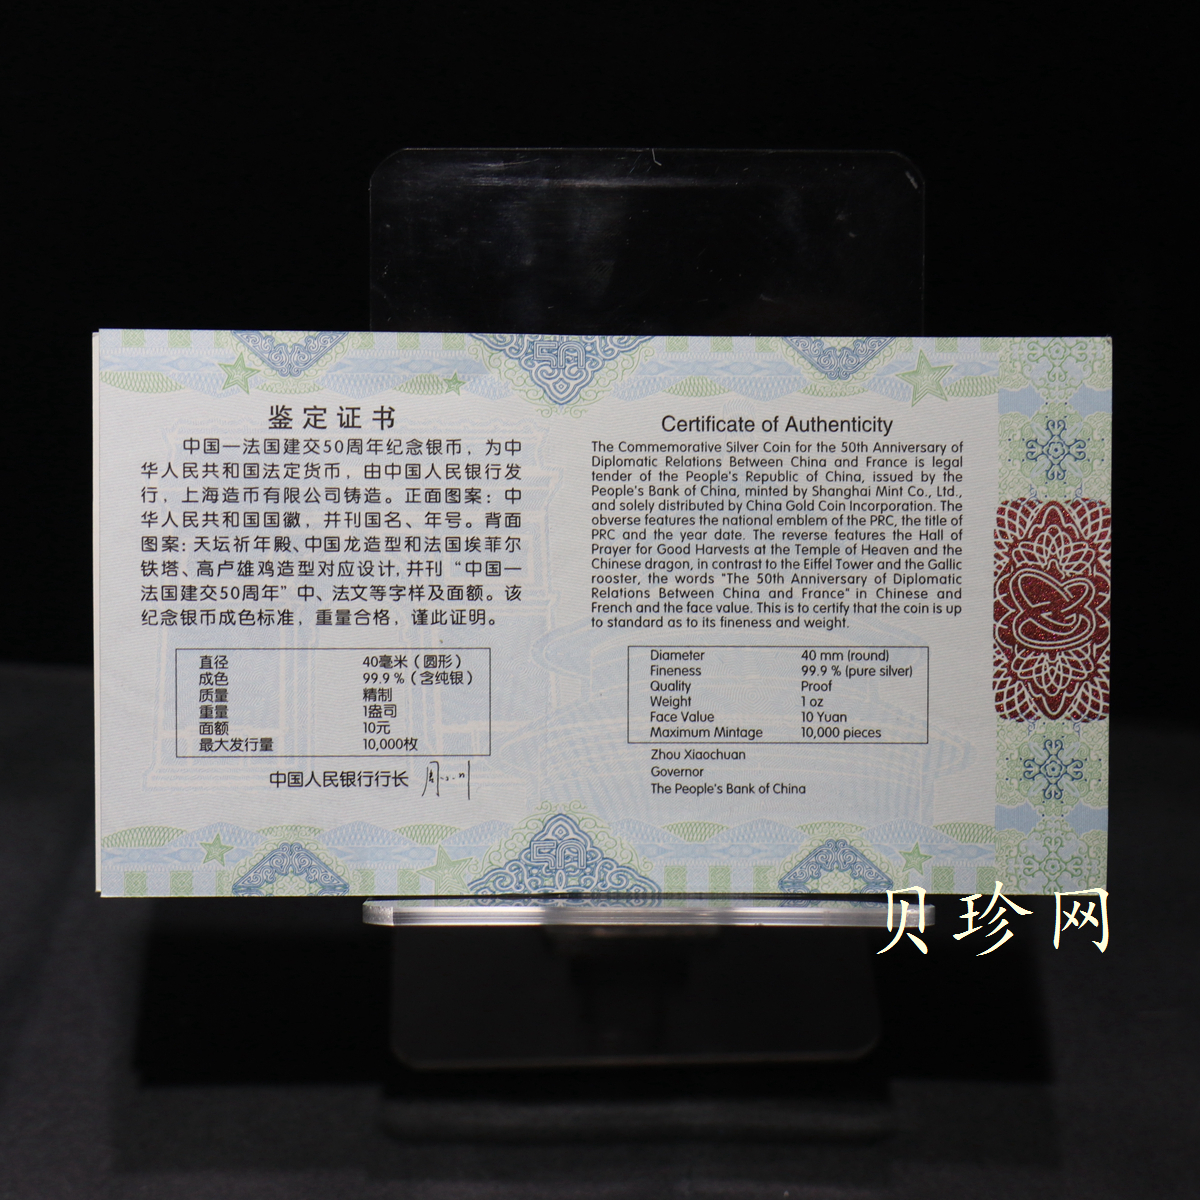 鉴定证书
中国—法国建交50周年纪念银币，为中
华人民共和国法定货币，由中国人民银行发
行，上海造币有限公司铸造。正面图案：中
华人民共和国国徽，并刊国名、年号。背面
图案：天坛祈年殿、中国龙造型和法国埃菲尔
铁塔、高卢雄鸡造型对应设计，并刊“中国—
法国建交50周年”中、法文等字样及面额。该
纪念银币成色标准，重量合格，谨此证明。
直径 40毫米（圆形）
成色 99.9％（含纯银）
质量 精制
重量 1盎司
面额 10元
最大发行量 10,000枚
中国人民银行行长 周小川
Certificate of Authenticity
The Commemorative Silver Coin for the 50th Anniversary of
Diplomatic Relations Between China and France is legal
tender of the People's Republic of China, issued by the
People's Bank of China, minted by Shanghai Mint Co., Ltd.,
and solely distributed by China Gold Coin Incorporation. The
obverse features the national emblem of the PRC, the title of
PRC and the year date. The reverse features the Hall of
Prayer for Good Harvests at the Temple of Heaven and the
Chinese dragon, in contrast to the Eiffel Tower and the Gallic
rooster, the words "The 50th Anniversary of Diplomatic
Relations Between China and France" in Chinese and
French and the face value. This is to certify that the coin is up
to standard as to its fineness and weight.
Diameter 40 mm (round)
Fineness 99.9 % (pure silver)
Quality Proof
Weight 1 oz
Face Value 10 Yuan
Maximum Mintage 10,000 pieces
Zhou Xiaochuan
Governor
The People's Bank of China
50
50
贝珍网